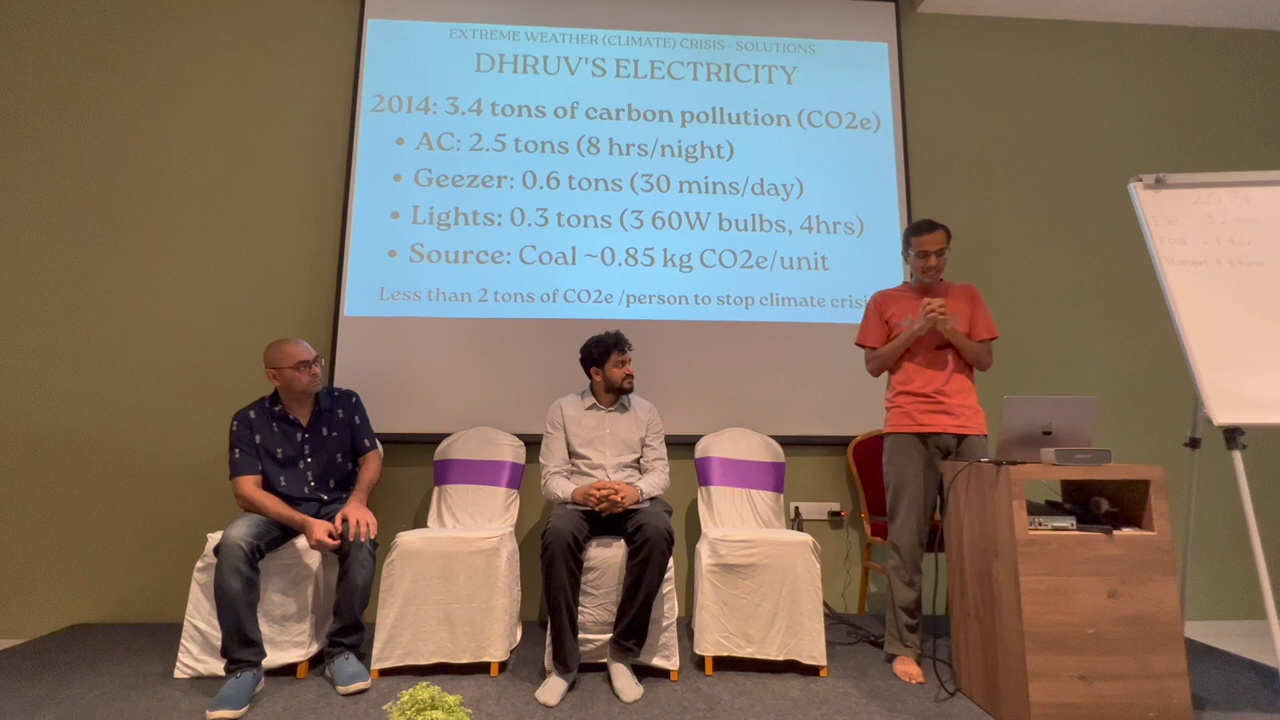 EXTREME WEATHER (CLIMATE) CRISIS - SOLUTIONS
DHRUV'S ELECTRICITY
2014: 3.4 tons of carbon pollution (CO2e)
• AC: 2.5 tons (8 hrs/night)
• Geezer: 0.6 tons (30 mins/day)
• Lights: 0.3 tons (3 60W bulbs, 4hrs)
• Source: Coal ~0.85 kg CO2e/unit
Less than 2 tons of CO2e /person to stop climate crisi
2014